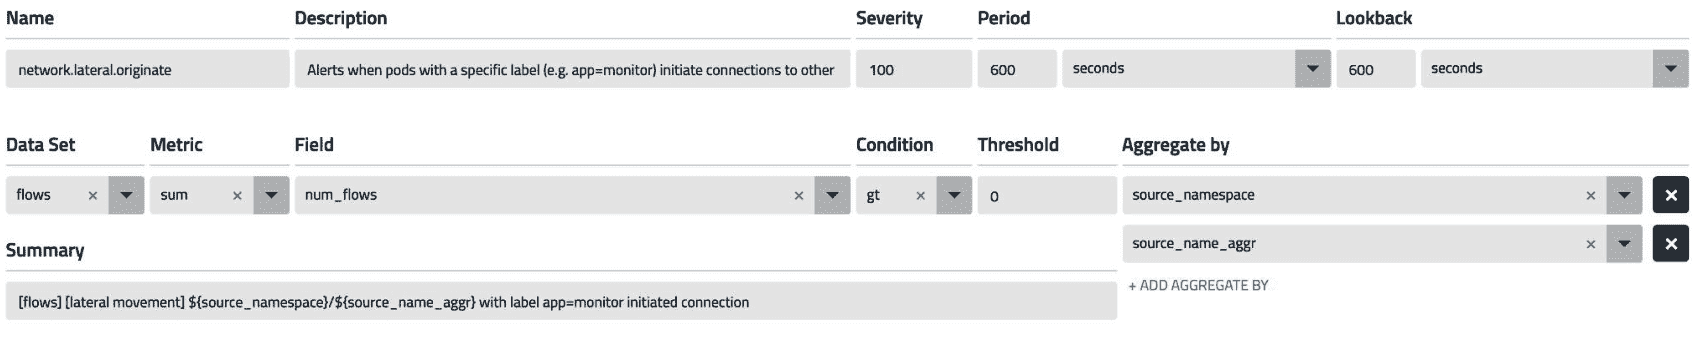 Name Description Severity Period Lookback
network.lateral.originate Alerts when pods with a specific label (e.g. app=monitor) initiate connections to other 100 600 seconds 600 seconds
Data Set Metric Field Condition Threshold Aggregate by
flows × sum × num_flows × gt × 0 source_namespace ×
source_name_aggr ×
Summary
+ ADD AGGREGATE BY
[flows] [lateral movement] ${source_namespace}/${source_name_aggr} with label app=monitor initiated connection